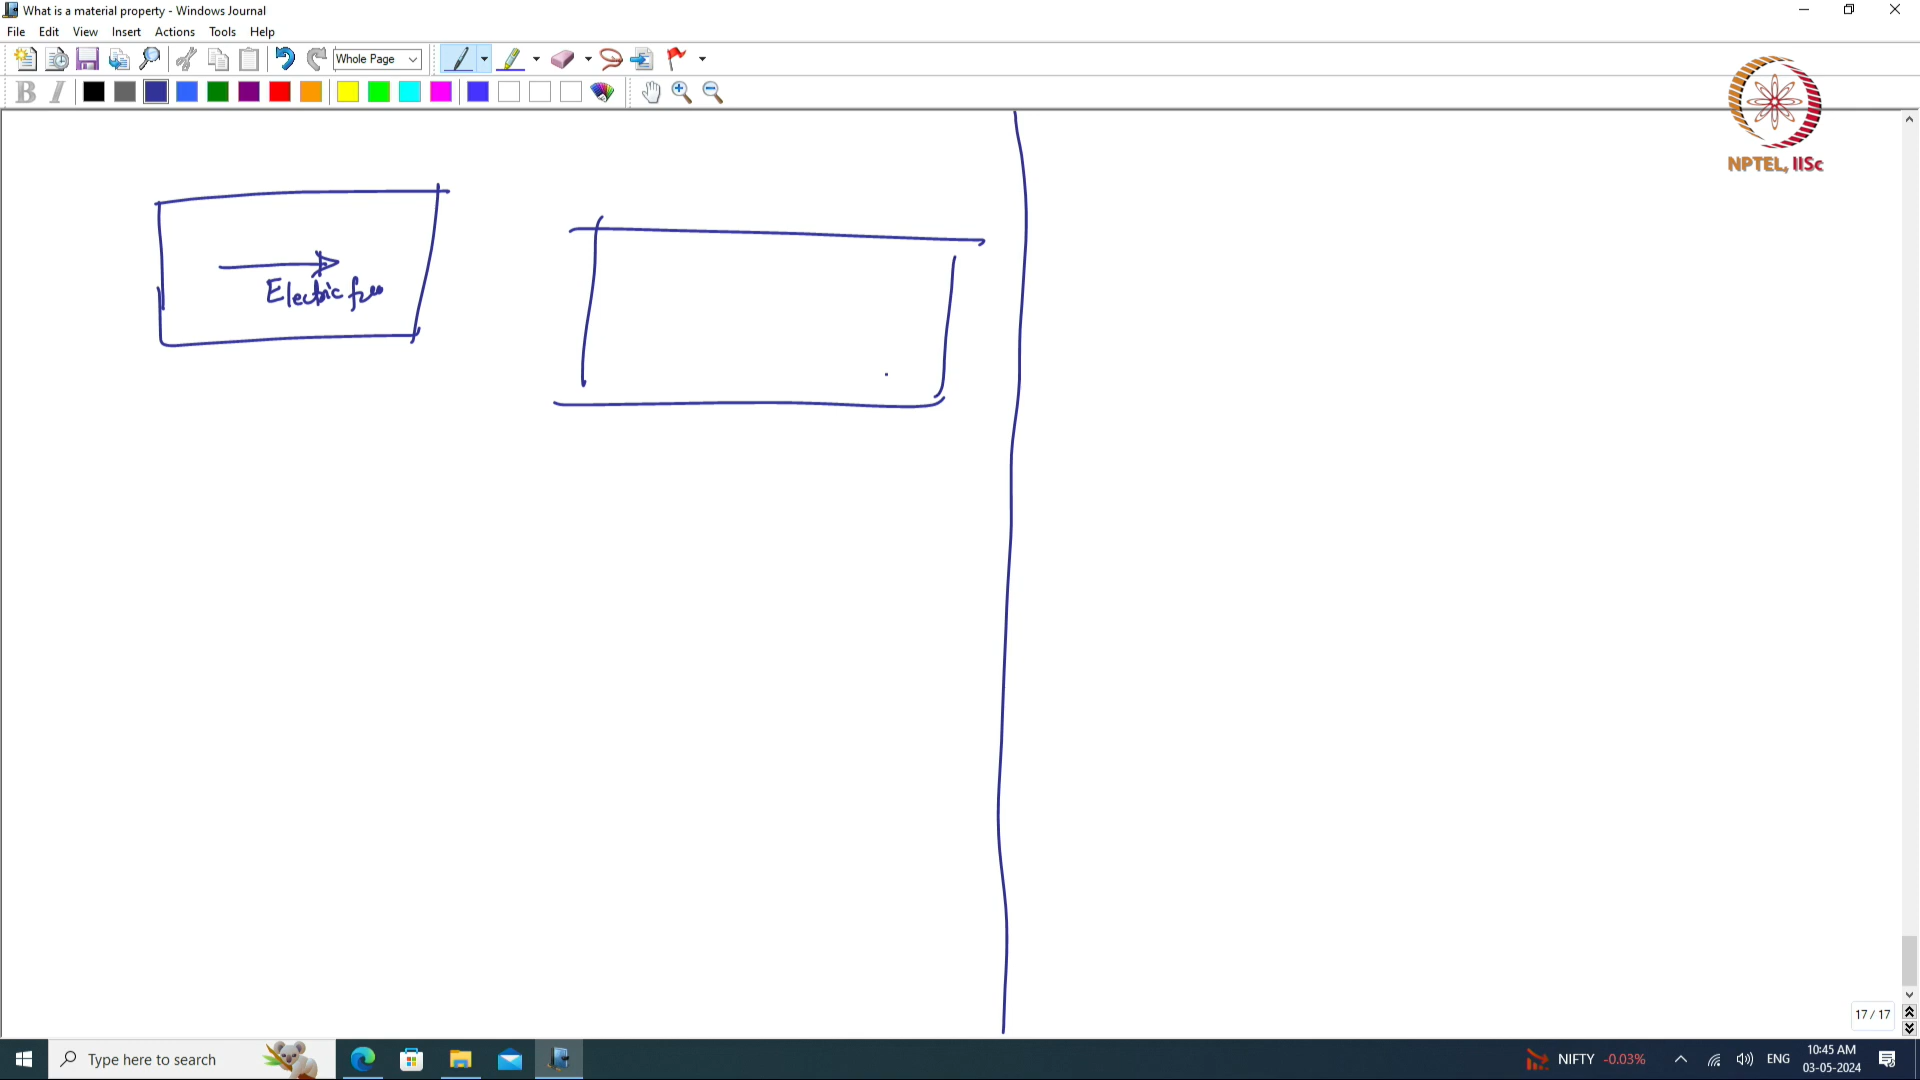 What is a material property - Windows Journal
File Edit View Insert Actions Tools Help
Whole Page
B I
NPTEL, IISc
Electric
17 / 17
Type here to search
NIFTY -0.03%
ENG
10:45 AM
03-05-2024